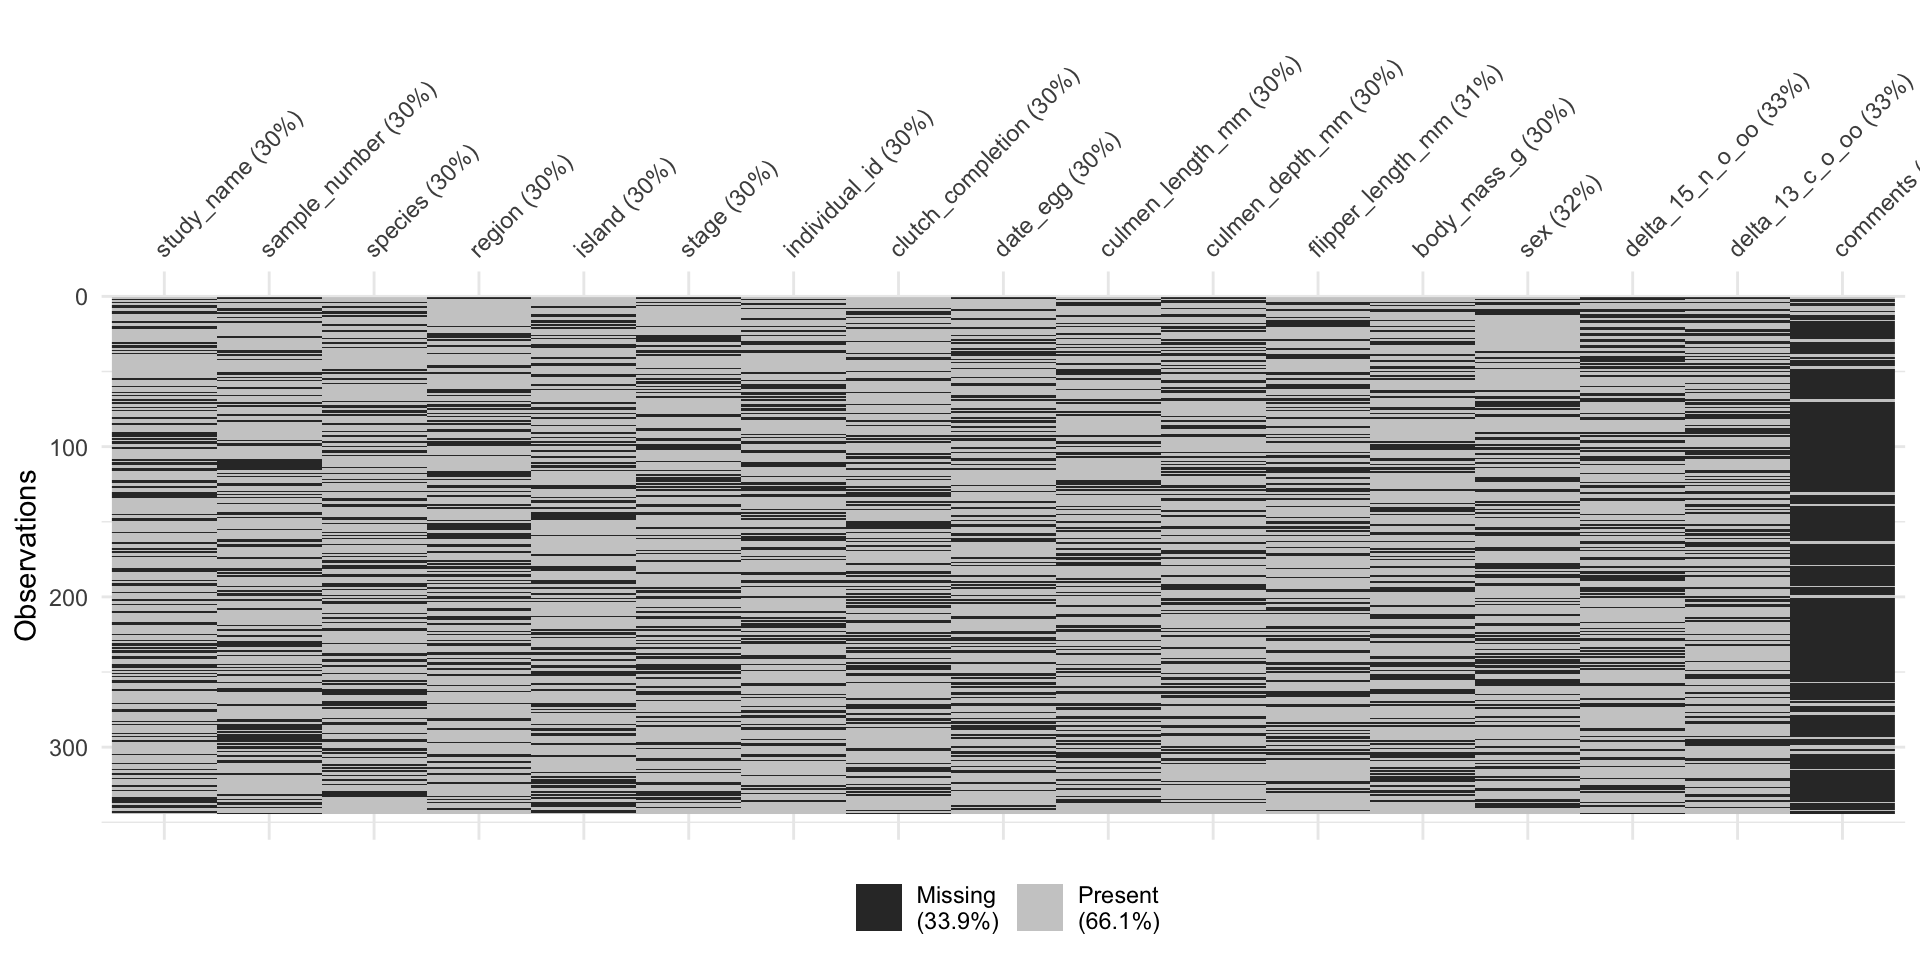 study_name (30%)
sample_number (30%)
species (30%)
region (30%)
island (30%)
stage (30%)
individual_id (30%)
clutch_completion (30%)
date_egg (30%)
culmen_length_mm (30%)
culmen_depth_mm (30%)
flipper_length_mm (31%)
body_mass_g (30%)
sex (32%)
delta_15_n_o_oo (33%)
delta_13_c_o_oo (33%)
comments (
0
100
200
300
Observations
Missing
(33.9%)
Present
(66.1%)